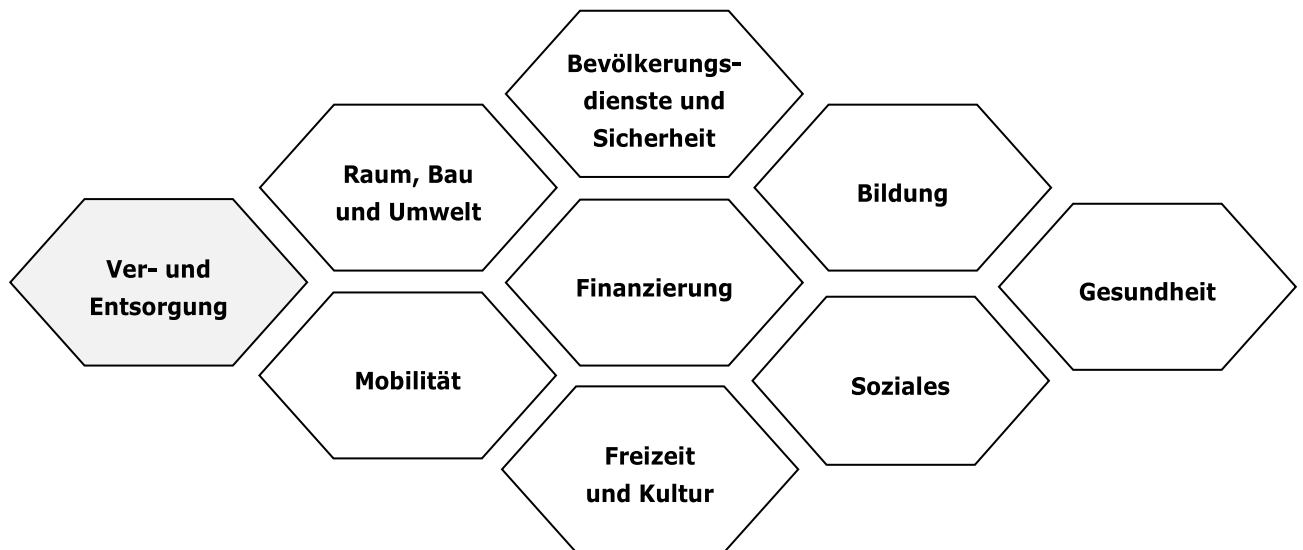 Bevölkerungs-
dienste und
Sicherheit
Raum, Bau
und Umwelt
Bildung
Ver- und
Entsorgung
Finanzierung
Gesundheit
Mobilität
Soziales
Freizeit
und Kultur